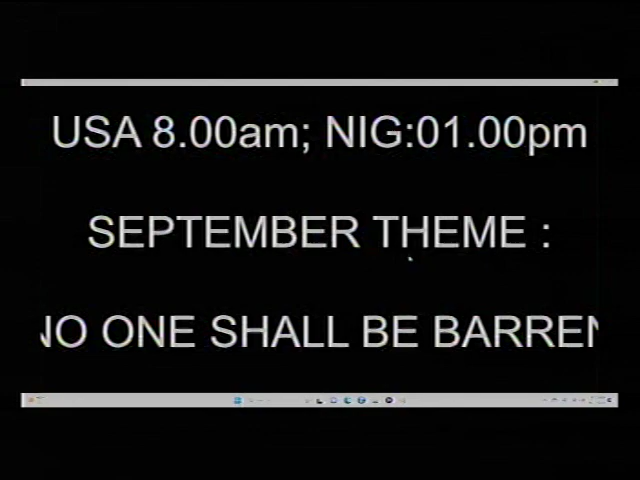 USA 8.00am; NIG:01.00pm
SEPTEMBER THEME :
NO ONE SHALL BE BARREN